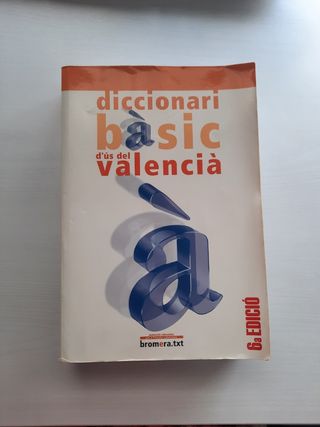 diccionari
bàsic
d'ús del
valencià
à
6a EDICIÓ
bromera.txt